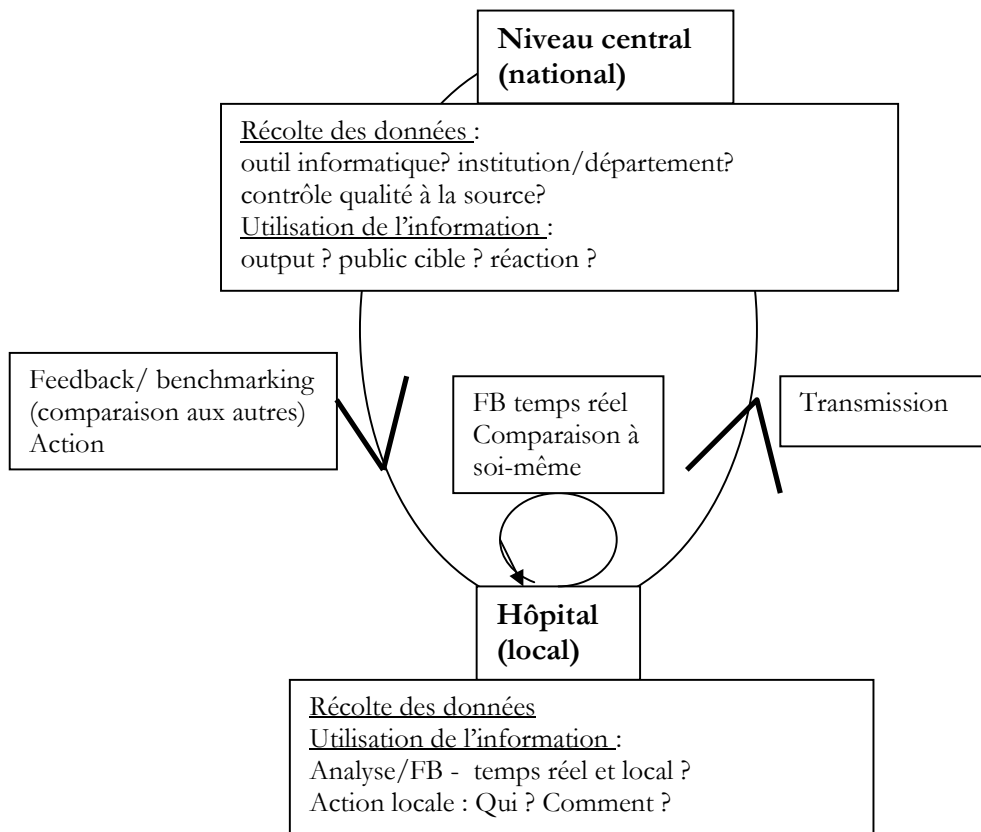 Niveau central
(national)
Récolte des données :
outil informatique? institution/département?
contrôle qualité à la source?
Utilisation de l’information :
output ? public cible ? réaction ?
Feedback/ benchmarking
(comparaison aux autres)
Action
FB temps réel
Comparaison à
soi-même
Transmission
Hôpital
(local)
Récolte des données
Utilisation de l’information :
Analyse/FB - temps réel et local ?
Action locale : Qui ? Comment ?